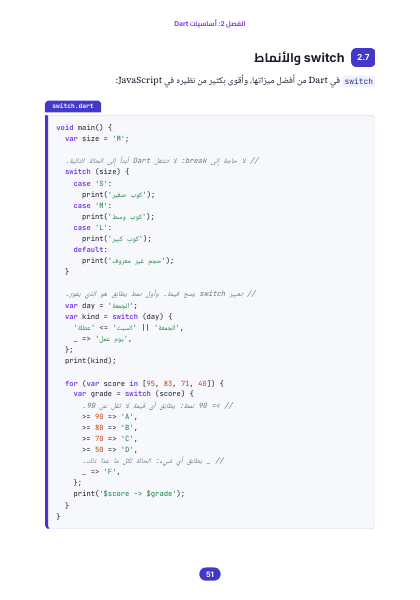 الفصل 2: أساسيات Dart
2.7 switch والأنماط
switch في Dart من أفضل ميزاتها، وأقوى بكثير من نظيره في JavaScript:
switch.dart
void main() {
  var size = 'M';
  // لا حاجة إلى break: لا تنتقل Dart أبدًا إلى الحالة التالية.
  switch (size) {
    case 'S':
      print('كوب صغير');
    case 'M':
      print('كوب وسط');
    case 'L':
      print('كوب كبير');
    default:
      print('حجم غير معروف');
  }
  // تعبير switch ينتج قيمة، وأول نمط يطابق هو الذي يفوز.
  var day = 'الجمعة';
  var kind = switch (day) {
    'الجمعة' || 'السبت' => 'عطلة',
    _ => 'يوم عمل',
  };
  print(kind);
  for (var score in [95, 83, 71, 40]) {
    var grade = switch (score) {
      // >= 90 نمط: يطابق أي قيمة لا تقل عن 90.
      >= 90 => 'A',
      >= 80 => 'B',
      >= 70 => 'C',
      >= 50 => 'D',
      // _ يطابق أي شيء: الحالة لكل ما عدا ذلك.
      _ => 'F',
    };
    print('$score -> $grade');
  }
}
51